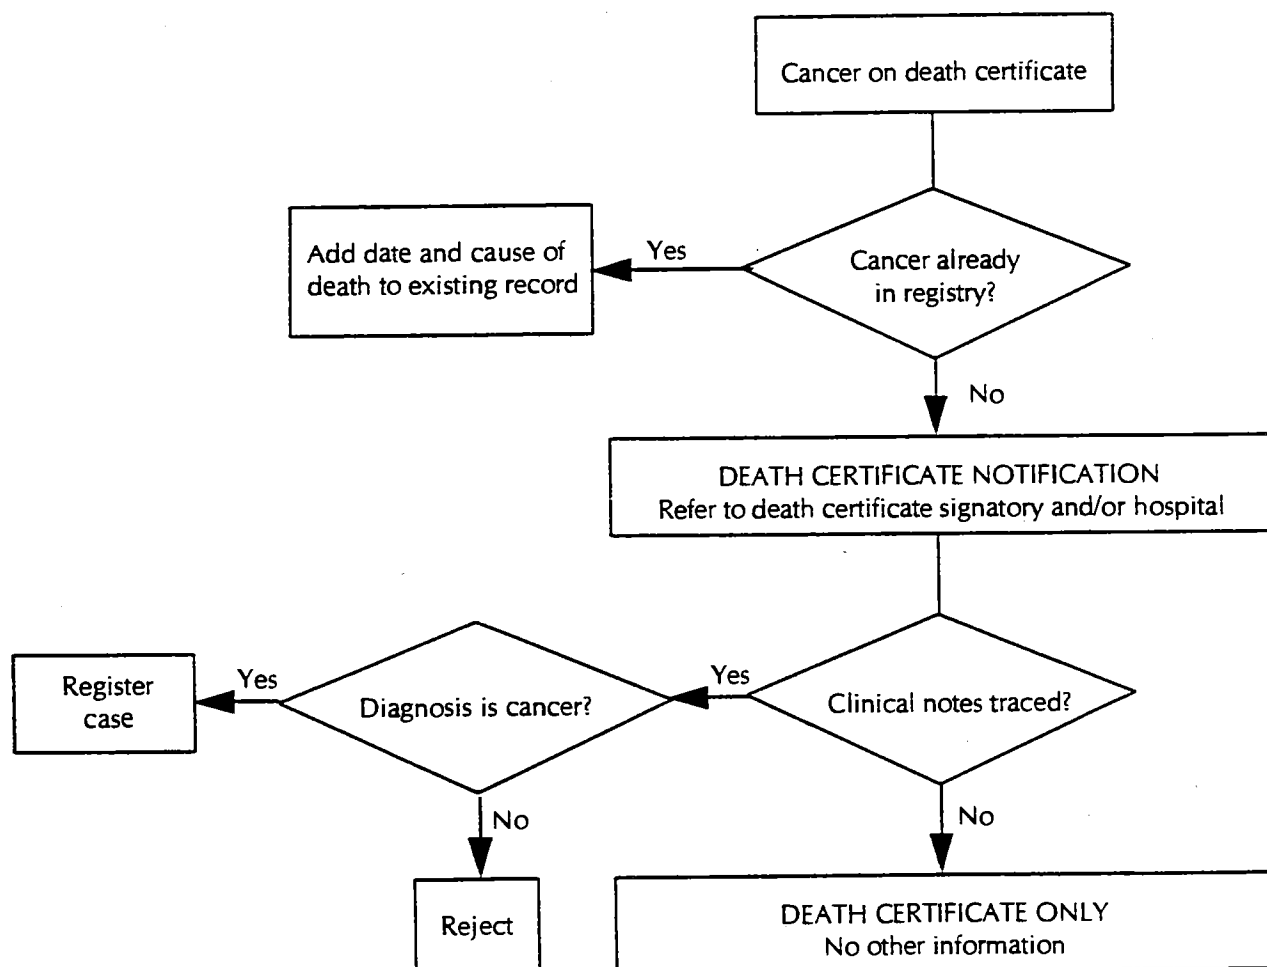 Cancer on death certificate
Add date and cause of
death to existing record
Yes
Cancer already
in registry?
No
DEATH CERTIFICATE NOTIFICATION
Refer to death certificate signatory and/or hospital
Register
case
Yes
Diagnosis is cancer?
Yes
Clinical notes traced?
No
No
Reject
DEATH CERTIFICATE ONLY
No other information